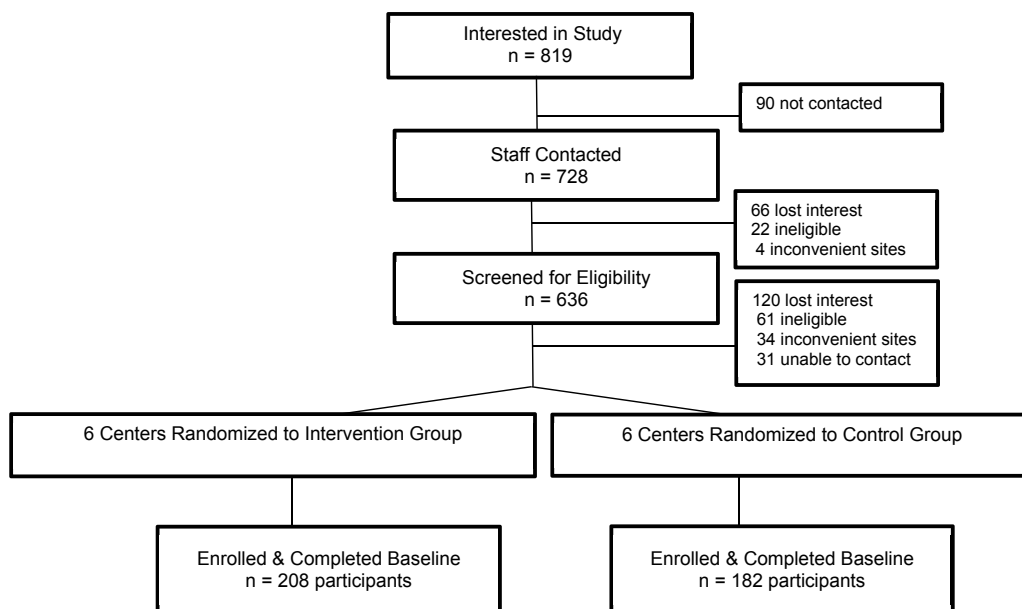 Interested in Study
n = 819
90 not contacted
Staff Contacted
n = 728
66 lost interest
22 ineligible
4 inconvenient sites
Screened for Eligibility
n = 636
120 lost interest
61 ineligible
34 inconvenient sites
31 unable to contact
6 Centers Randomized to Intervention Group
6 Centers Randomized to Control Group
Enrolled & Completed Baseline
n = 208 participants
Enrolled & Completed Baseline
n = 182 participants